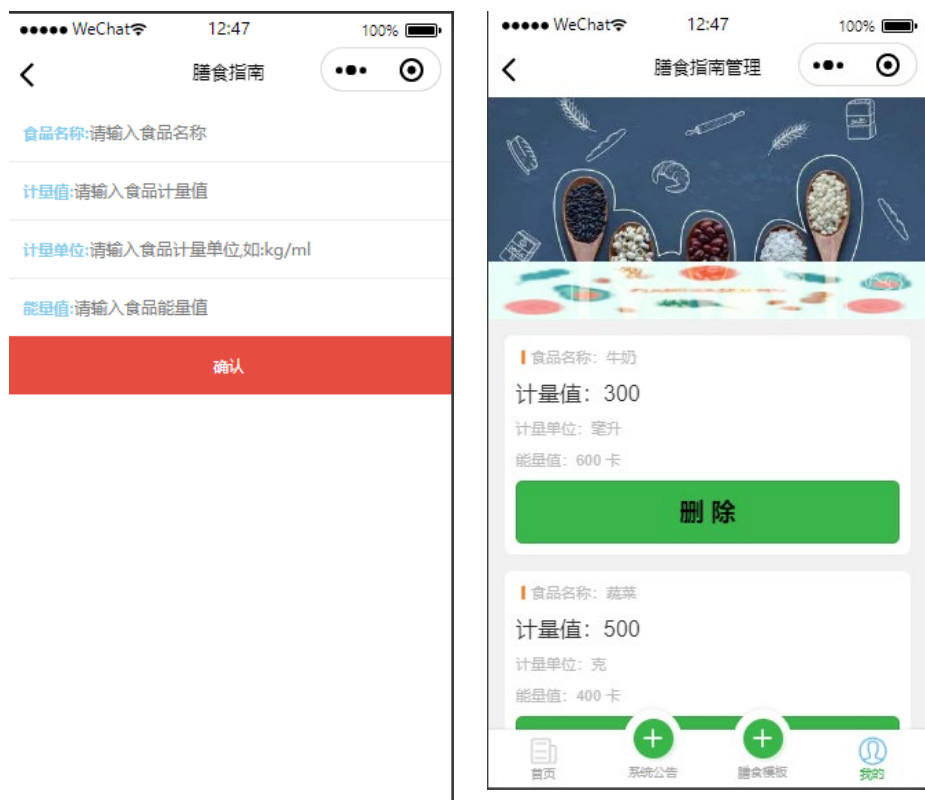 WeChat 12:47 100%
膳食指南
食品名称:请输入食品名称
计量值:请输入食品计量值
计量单位:请输入食品计量单位,如:kg/ml
能量值:请输入食品能量值
确认
WeChat 12:47 100%
膳食指南管理
食品名称：牛奶
计量值：300
计量单位：毫升
能量值：600 卡
删 除
食品名称：蔬菜
计量值：500
计量单位：克
能量值：400 卡
首页 系统公告 膳食模板 我的